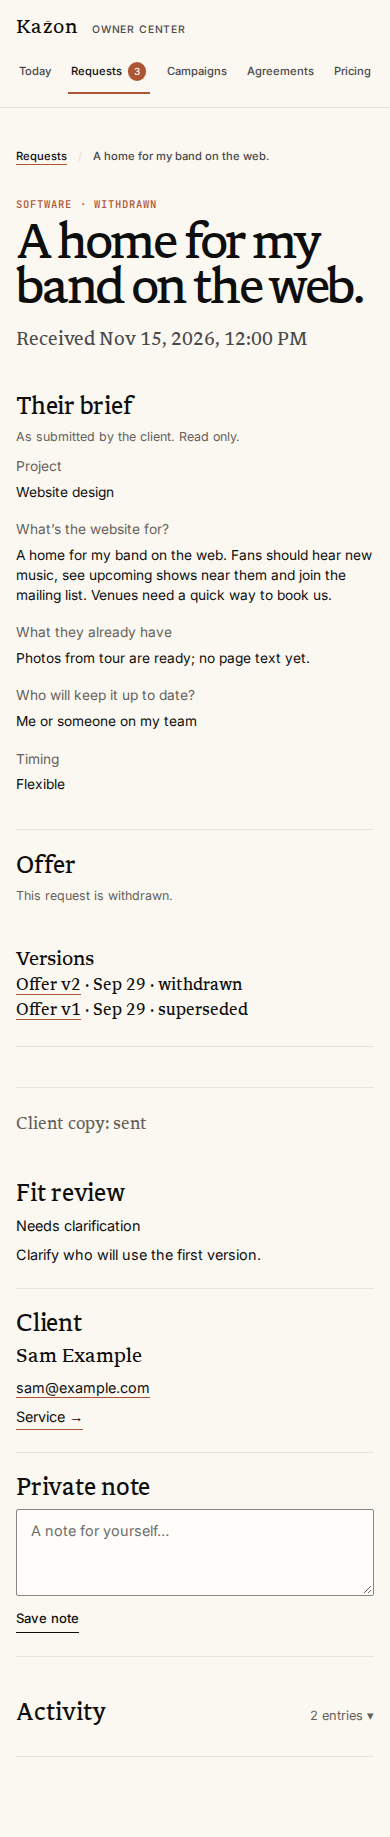 Kažon OWNER CENTER
Today Requests 3 Campaigns Agreements Pricing
Requests / A home for my band on the web.
SOFTWARE · WITHDRAWN
A home for my
band on the web.
Received Nov 15, 2026, 12:00 PM
Their brief
As submitted by the client. Read only.
Project
Website design
What's the website for?
A home for my band on the web. Fans should hear new
music, see upcoming shows near them and join the
mailing list. Venues need a quick way to book us.
What they already have
Photos from tour are ready; no page text yet.
Who will keep it up to date?
Me or someone on my team
Timing
Flexible
Offer
This request is withdrawn.
Versions
Offer v2 · Sep 29 · withdrawn
Offer v1 · Sep 29 · superseded
Client copy: sent
Fit review
Needs clarification
Clarify who will use the first version.
Client
Sam Example
sam@example.com
Service →
Private note
A note for yourself...
Save note
Activity 2 entries ▾